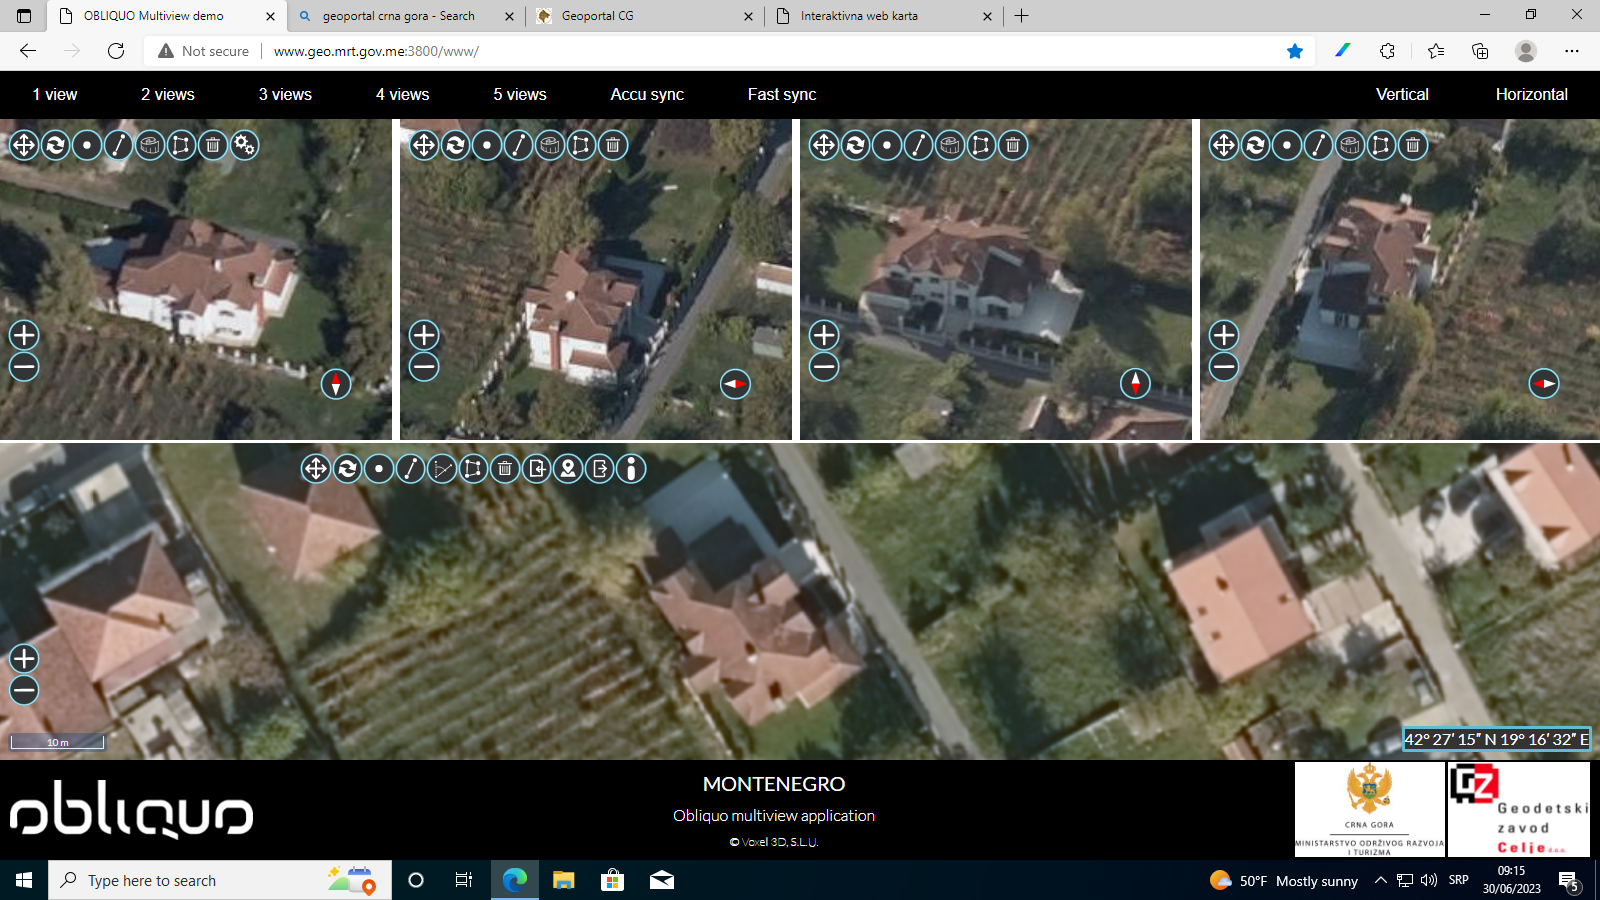 OBLIQUO Multiview demo
geoportal crna gora - Search
Geoportal CG
Interaktivna web karta
Not secure
www.geo.mrt.gov.me:3800/www/
1 view 2 views 3 views 4 views 5 views Accu sync Fast sync Vertical Horizontal
10 m
42° 27′ 15″ N 19° 16′ 32″ E
obliquo
MONTENEGRO
Obliquo multiview application
© Voxel 3D, S.L.U.
CRNA GORA
MINISTARSTVO ODRŽIVOG RAZVOJA
I TURIZMA
GZ
Geodetski
zavod
Celje d.o.o.
Type here to search
50°F Mostly sunny
SRP
09:15
30/06/2023
5